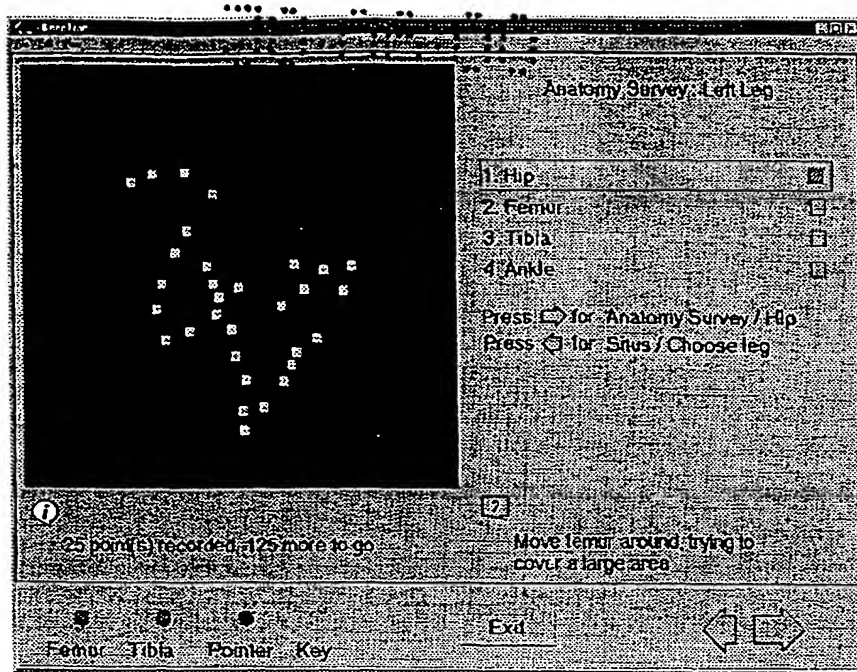 Anatomy Survey: Left Leg
1. Hip
2. Femur
3. Tibia
4. Ankle
Press for Anatomy Survey / Hip
Press for Situs / Choose leg
i
25 point(s) recorded, 125 more to go
?
Move femur around, trying to
cover a large area
Femur Tibia Pointer Key
Exit